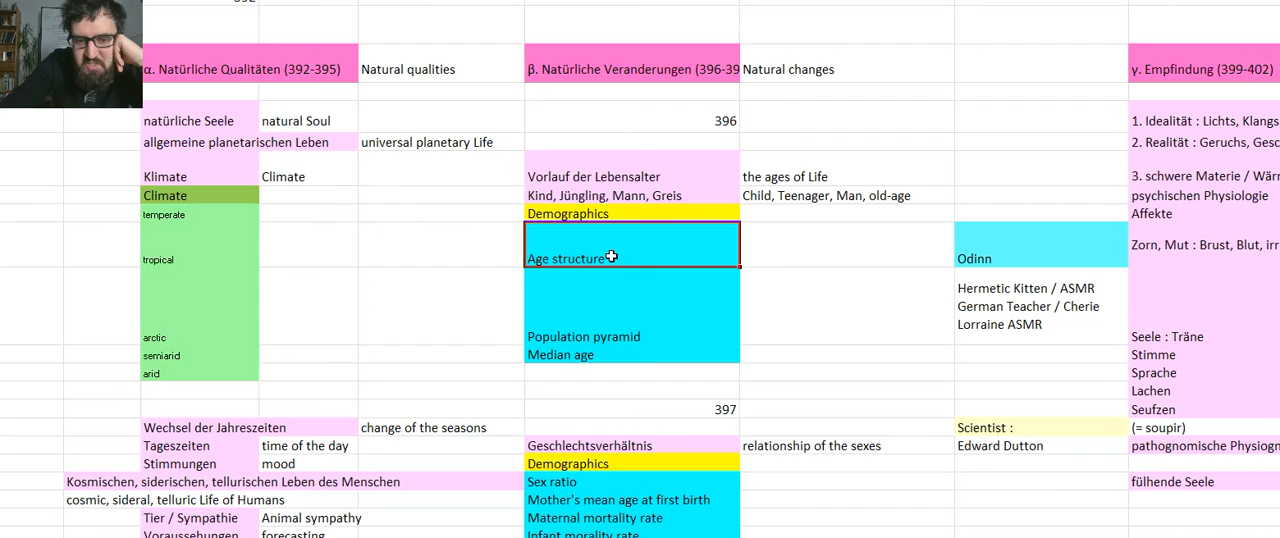 α. Natürliche Qualitäten (392-395) Natural qualities β. Natürliche Veranderungen (396-39 Natural changes γ. Empfindung (399-402)
natürliche Seele natural Soul 396 1. Idealität : Lichts, Klangs
allgemeine planetarischen Leben universal planetary Life 2. Realität : Geruchs,
Klimate Climate Vorlauf der Lebensalter the ages of Life 3. schwere Materie /
Climate Kind, Jüngling, Mann, Greis Child, Teenager, Man, old-age psychischen Physiologie
temperate Demographics Affekte
tropical Age structure Odinn Zorn, Mut : Brust, Blut,
Hermetic Kitten / ASMR
German Teacher / Cherie
Lorraine ASMR
arctic Population pyramid Seele : Träne
semiarid Median age Stimme
arid Sprache
Lachen
397 Seufzen
Wechsel der Jahreszeiten change of the seasons Scientist : (= soupir)
Tageszeiten time of the day Geschlechtsverhältnis relationship of the sexes Edward Dutton pathognomische
Stimmungen mood Demographics
Kosmischen, siderischen, tellurischen Leben des Menschen Sex ratio fülhende Seele
cosmic, sideral, telluric Life of Humans Mother's mean age at first birth
Tier / Sympathie Animal sympathy Maternal mortality rate
Voraussehungen forecasting Infant morality rate